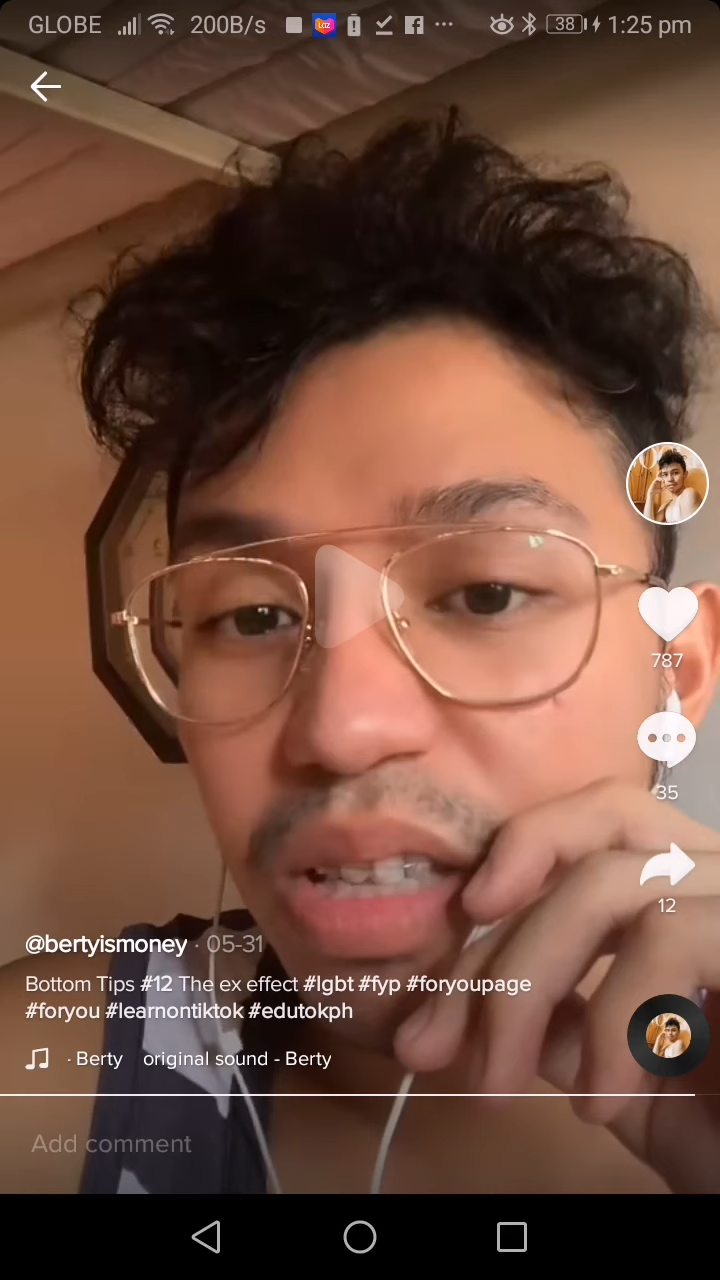 GLOBE 200B/s Laz ··· 38 1:25 pm
787
35
12
@bertyismoney · 05-31
Bottom Tips #12 The ex effect #lgbt #fyp #foryoupage
#foryou #learnontiktok #edutokph
· Berty original sound - Berty
Add comment